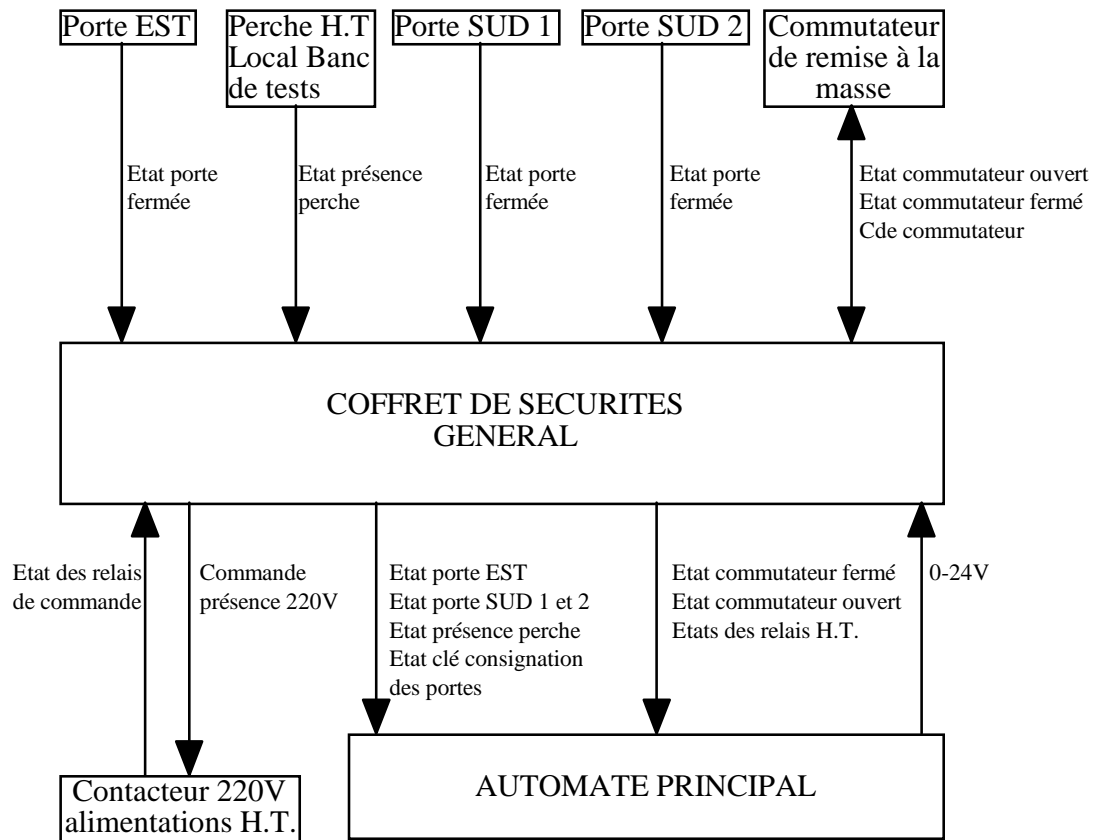 Porte EST
Perche H.T
Local Banc
de tests
Porte SUD 1
Porte SUD 2
Commutateur
de remise à la
masse
Etat porte
fermée
Etat présence
perche
Etat porte
fermée
Etat porte
fermée
Etat commutateur ouvert
Etat commutateur fermé
Cde commutateur
COFFRET DE SECURITES
GENERAL
Etat des relais
de commande
Commande
présence 220V
Etat porte EST
Etat porte SUD 1 et 2
Etat présence perche
Etat clé consignation
des portes
Etat commutateur fermé
Etat commutateur ouvert
Etats des relais H.T.
0-24V
Contacteur 220V
alimentations H.T.
AUTOMATE PRINCIPAL